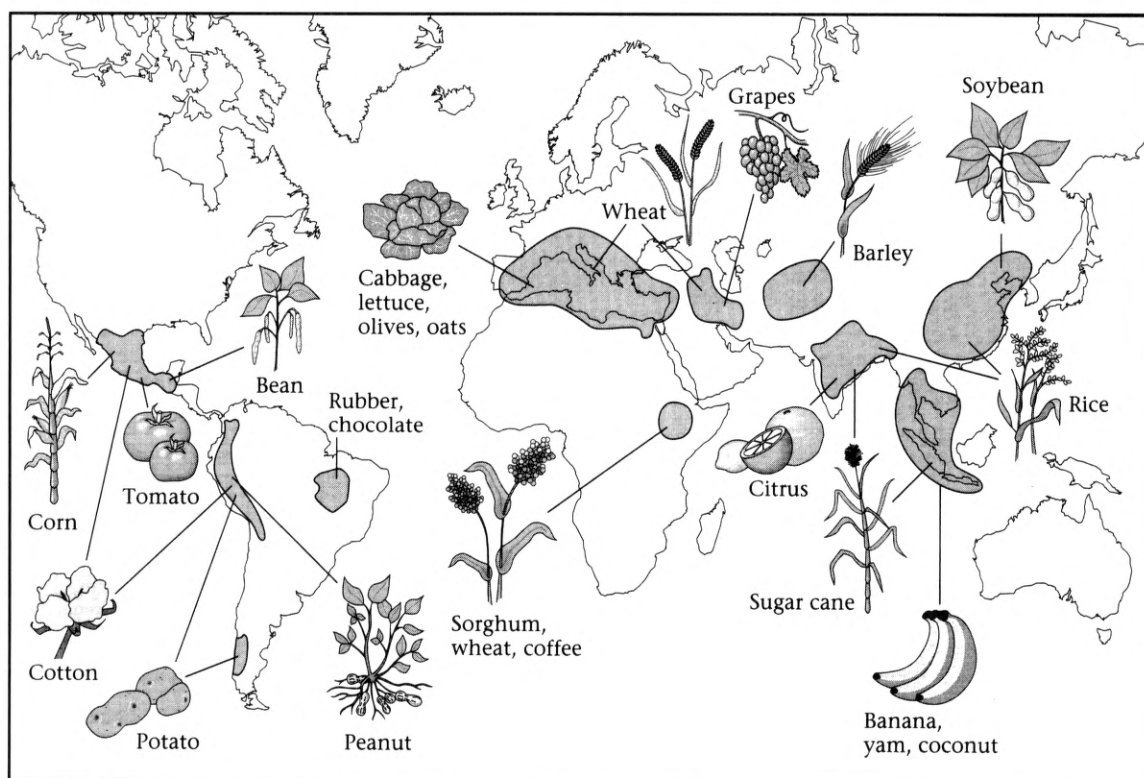 Soybean
Grapes
Wheat
Barley
Cabbage,
lettuce,
olives, oats
Bean
Rubber,
chocolate
Rice
Tomato
Citrus
Corn
Sugar cane
Sorghum,
wheat, coffee
Cotton
Potato
Peanut
Banana,
yam, coconut